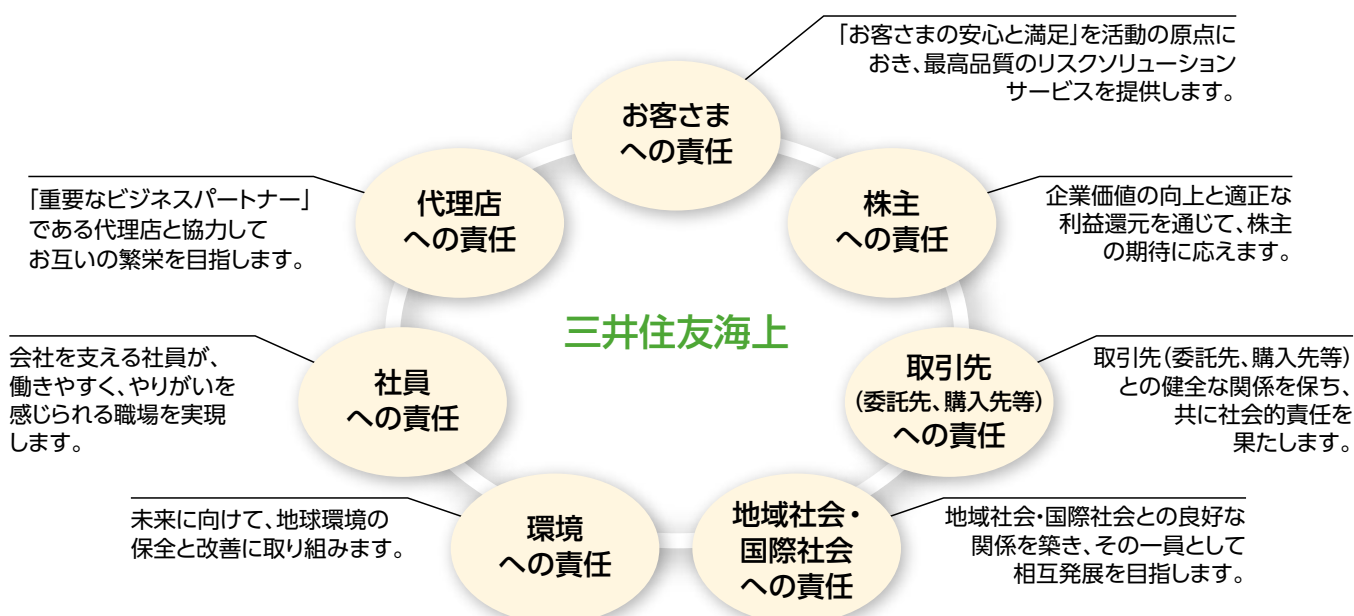 「お客さまの安心と満足」を活動の原点に
おき、最高品質のリスクソリューション
サービスを提供します。
お客さま
への責任
「重要なビジネスパートナー」
である代理店と協力して
お互いの繁栄を目指します。
代理店
への責任
株主
への責任
企業価値の向上と適正な
利益還元を通じて、株主
の期待に応えます。
三井住友海上
会社を支える社員が、
働きやすく、やりがいを
感じられる職場を実現
します。
社員
への責任
取引先
(委託先、購入先等)
への責任
取引先(委託先、購入先等)
との健全な関係を保ち、
共に社会的責任を
果たします。
未来に向けて、地球環境の
保全と改善に取り組みます。
環境
への責任
地域社会・
国際社会
への責任
地域社会・国際社会との良好な
関係を築き、その一員として
相互発展を目指します。